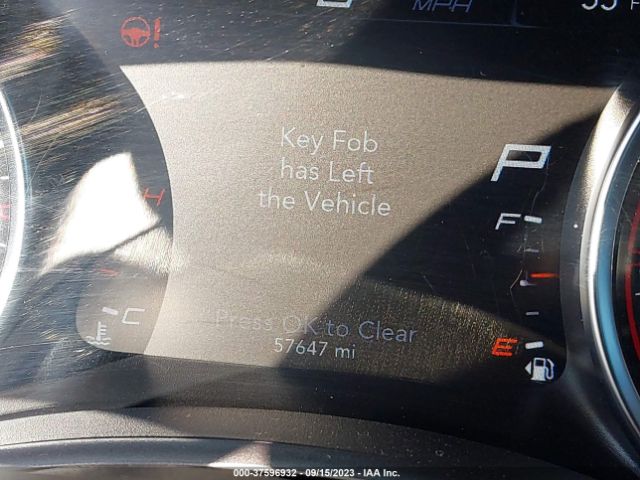 MPH
Key Fob
has Left
the Vehicle
P
F
H
C
Press OK to Clear
57647 mi
E
000-37596932 - 09/15/2023 - IAA Inc.